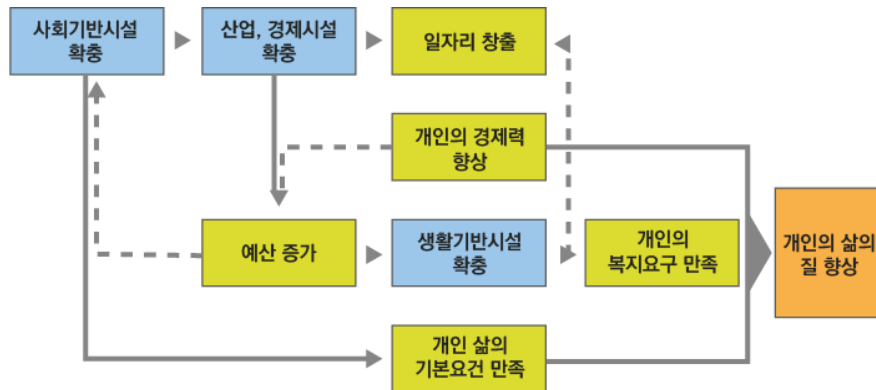 사회기반시설
확충
산업, 경제시설
확충
일자리 창출
개인의 경제력
향상
예산 증가
생활기반시설
확충
개인의
복지요구 만족
개인의 삶의
질 향상
개인 삶의
기본요건 만족